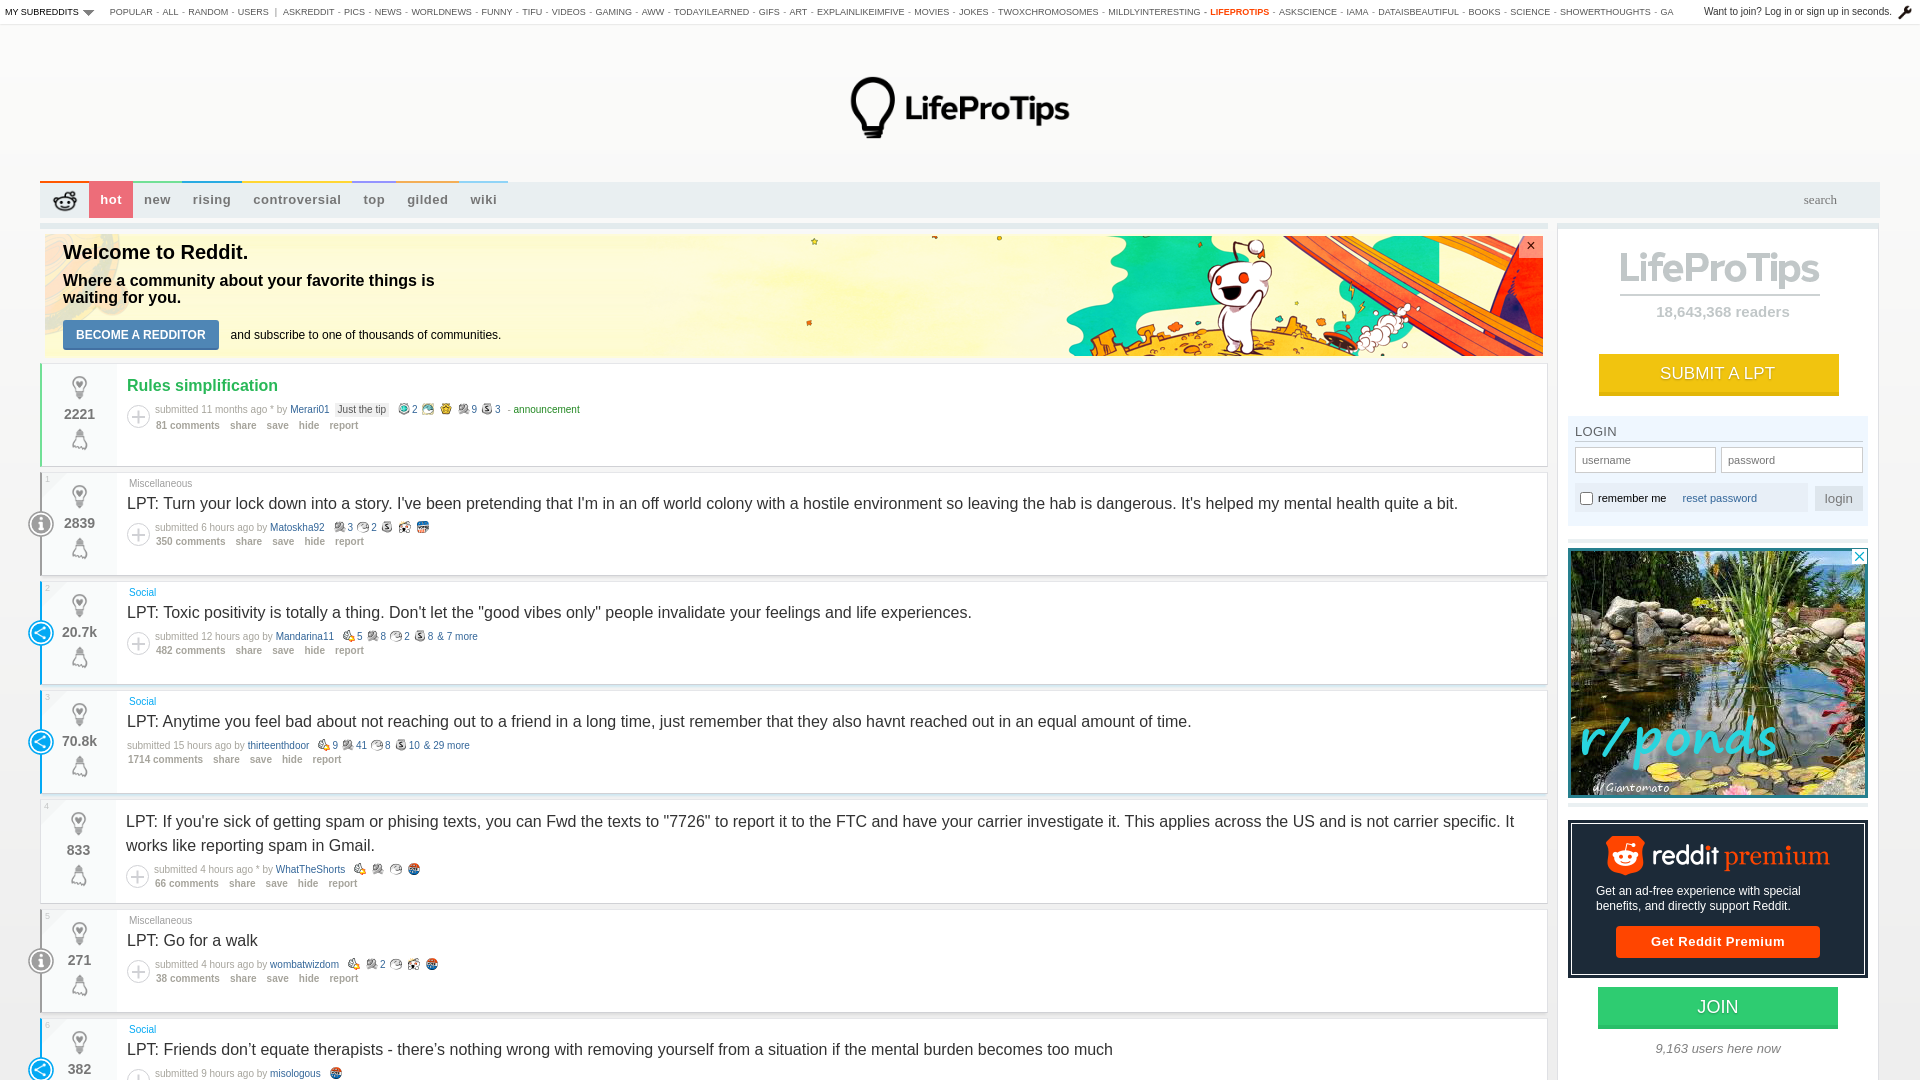 MY SUBREDDITS POPULAR - ALL - RANDOM - USERS | ASKREDDIT - PICS - NEWS - WORLDNEWS - FUNNY - TIFU - VIDEOS - GAMING - AWW - TODAYILEARNED - GIFS - ART - EXPLAINLIKEIMFIVE - MOVIES - JOKES - TWOXCHROMOSOMES - MILDLYINTERESTING - LIFEPROTIPS - ASKSCIENCE - IAMA - DATAISBEAUTIFUL - BOOKS - SCIENCE - SHOWERTHOUGHTS - GA Want to join? Log in or sign up in seconds.
LifeProTips
hot new rising controversial top gilded wiki search
Welcome to Reddit.
Where a community about your favorite things is
waiting for you.
BECOME A REDDITOR and subscribe to one of thousands of communities.
×
Rules simplification
2221
submitted 11 months ago * by Merari01 Just the tip 2 9 3 - announcement
81 comments share save hide report
1
Miscellaneous
LPT: Turn your lock down into a story. I've been pretending that I'm in an off world colony with a hostile environment so leaving the hab is dangerous. It's helped my mental health quite a bit.
2839
submitted 6 hours ago by Matoskha92 3 2
350 comments share save hide report
2
Social
LPT: Toxic positivity is totally a thing. Don't let the "good vibes only" people invalidate your feelings and life experiences.
20.7k
submitted 12 hours ago by Mandarina11 5 8 2 8 & 7 more
482 comments share save hide report
3
Social
LPT: Anytime you feel bad about not reaching out to a friend in a long time, just remember that they also havnt reached out in an equal amount of time.
70.8k
submitted 15 hours ago by thirteenthdoor 9 41 8 10 & 29 more
1714 comments share save hide report
4
LPT: If you're sick of getting spam or phising texts, you can Fwd the texts to "7726" to report it to the FTC and have your carrier investigate it. This applies across the US and is not carrier specific. It
works like reporting spam in Gmail.
833
submitted 4 hours ago * by WhatTheShorts
66 comments share save hide report
5
Miscellaneous
LPT: Go for a walk
271
submitted 4 hours ago by wombatwizdom 2
38 comments share save hide report
6
Social
LPT: Friends don’t equate therapists - there’s nothing wrong with removing yourself from a situation if the mental burden becomes too much
382
submitted 9 hours ago by misologous
LifeProTips
18,643,368 readers
SUBMIT A LPT
LOGIN
username password
remember me reset password login
r/ponds
u/Giantomato
reddit premium
Get an ad-free experience with special
benefits, and directly support Reddit.
Get Reddit Premium
JOIN
9,163 users here now